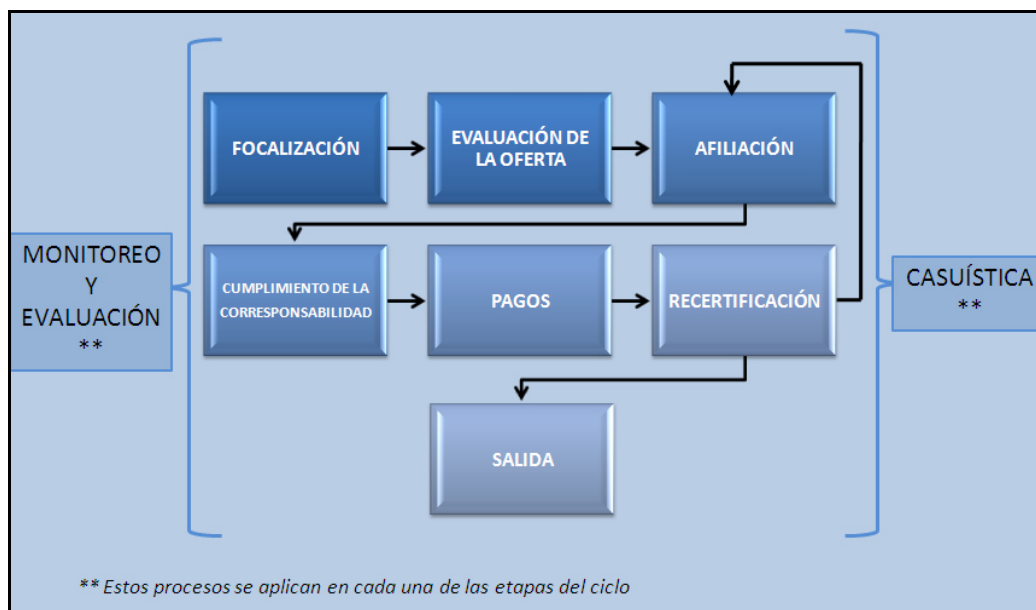 FOCALIZACIÓN
EVALUACIÓN DE
LA OFERTA
AFILIACIÓN
MONITOREO
Y
EVALUACIÓN
**
CUMPLIMIENTO DE LA
CORRESPONSABILIDAD
PAGOS
RECERTIFICACIÓN
CASUÍSTICA
**
SALIDA
** Estos procesos se aplican en cada una de las etapas del ciclo